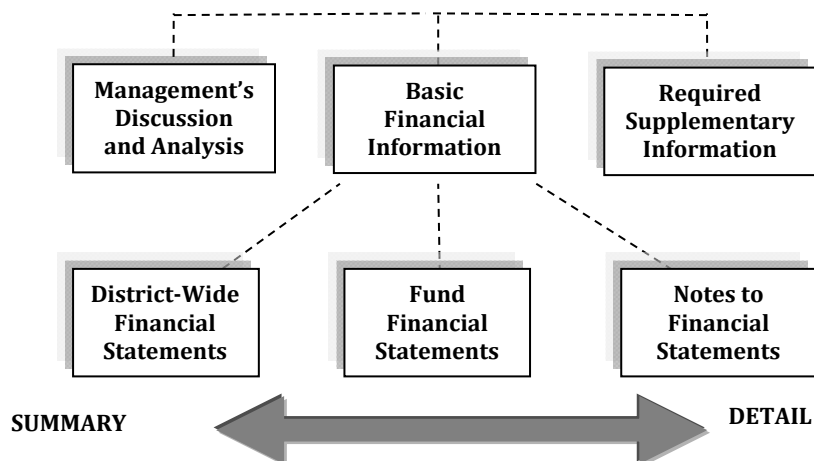 Management’s
Discussion
and Analysis
Basic
Financial
Information
Required
Supplementary
Information
District-Wide
Financial
Statements
Fund
Financial
Statements
Notes to
Financial
Statements
SUMMARY
DETAIL